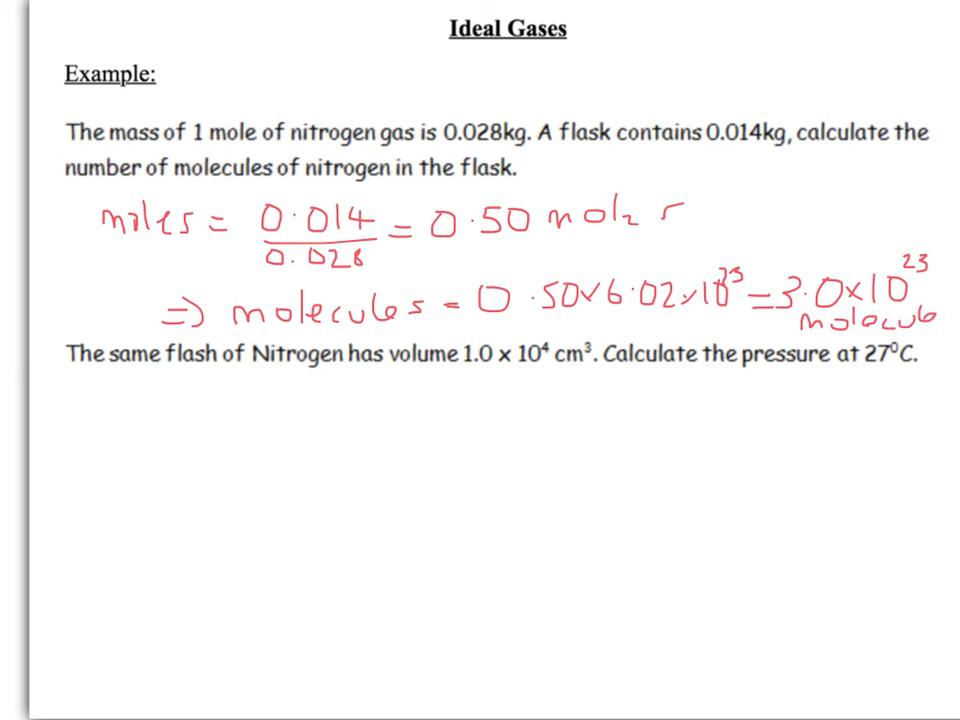 Ideal Gases
Example:
The mass of 1 mole of nitrogen gas is 0.028kg. A flask contains 0.014kg, calculate the
number of molecules of nitrogen in the flask.
moles = 0.014 / 0.028 = 0.50 moles
=> molecules = 0.50 x 6.02 x 10²³ = 3.0 x 10²³
molecule
The same flash of Nitrogen has volume 1.0 x 10⁴ cm³. Calculate the pressure at 27⁰C.